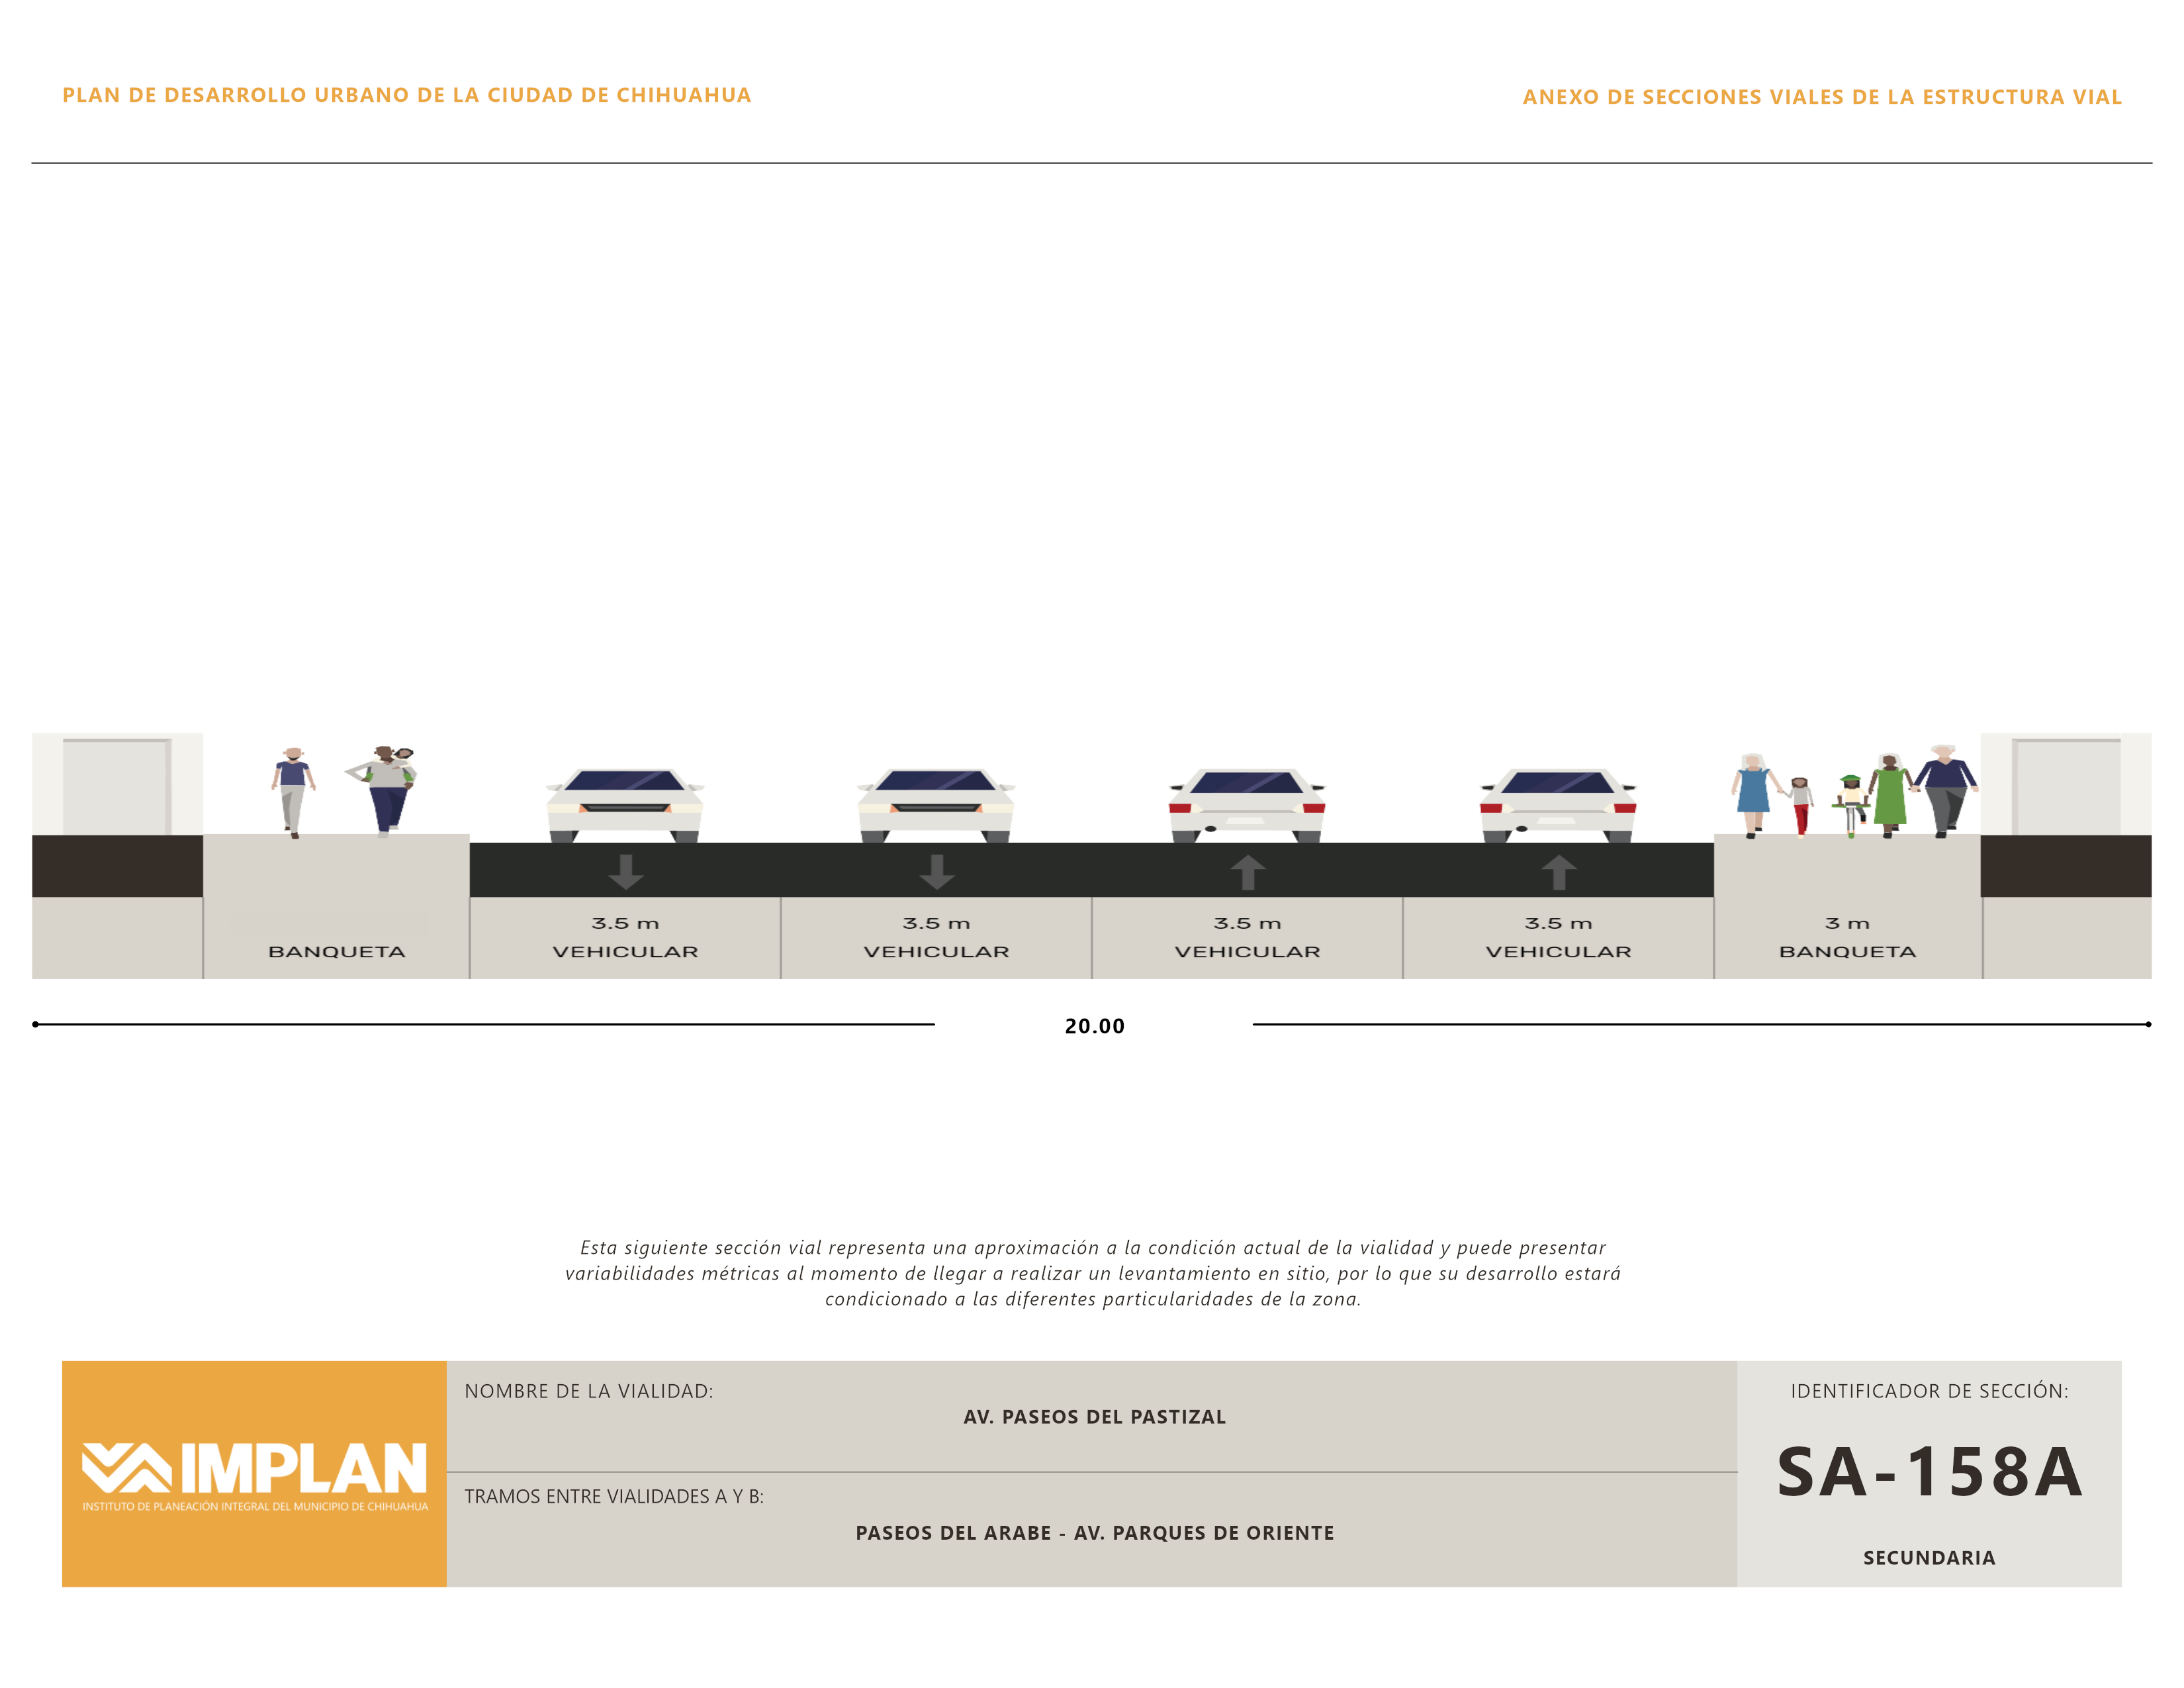 PLAN DE DESARROLLO URBANO DE LA CIUDAD DE CHIHUAHUA
ANEXO DE SECCIONES VIALES DE LA ESTRUCTURA VIAL
BANQUETA
3.5 m
VEHICULAR
3.5 m
VEHICULAR
3.5 m
VEHICULAR
3.5 m
VEHICULAR
3 m
BANQUETA
20.00
Esta siguiente sección vial representa una aproximación a la condición actual de la vialidad y puede presentar
variabilidades métricas al momento de llegar a realizar un levantamiento en sitio, por lo que su desarrollo estará
condicionado a las diferentes particularidades de la zona.
IMPLAN
INSTITUTO DE PLANEACIÓN INTEGRAL DEL MUNICIPIO DE CHIHUAHUA
NOMBRE DE LA VIALIDAD:
AV. PASEOS DEL PASTIZAL
TRAMOS ENTRE VIALIDADES A Y B:
PASEOS DEL ARABE - AV. PARQUES DE ORIENTE
IDENTIFICADOR DE SECCIÓN:
SA-158A
SECUNDARIA